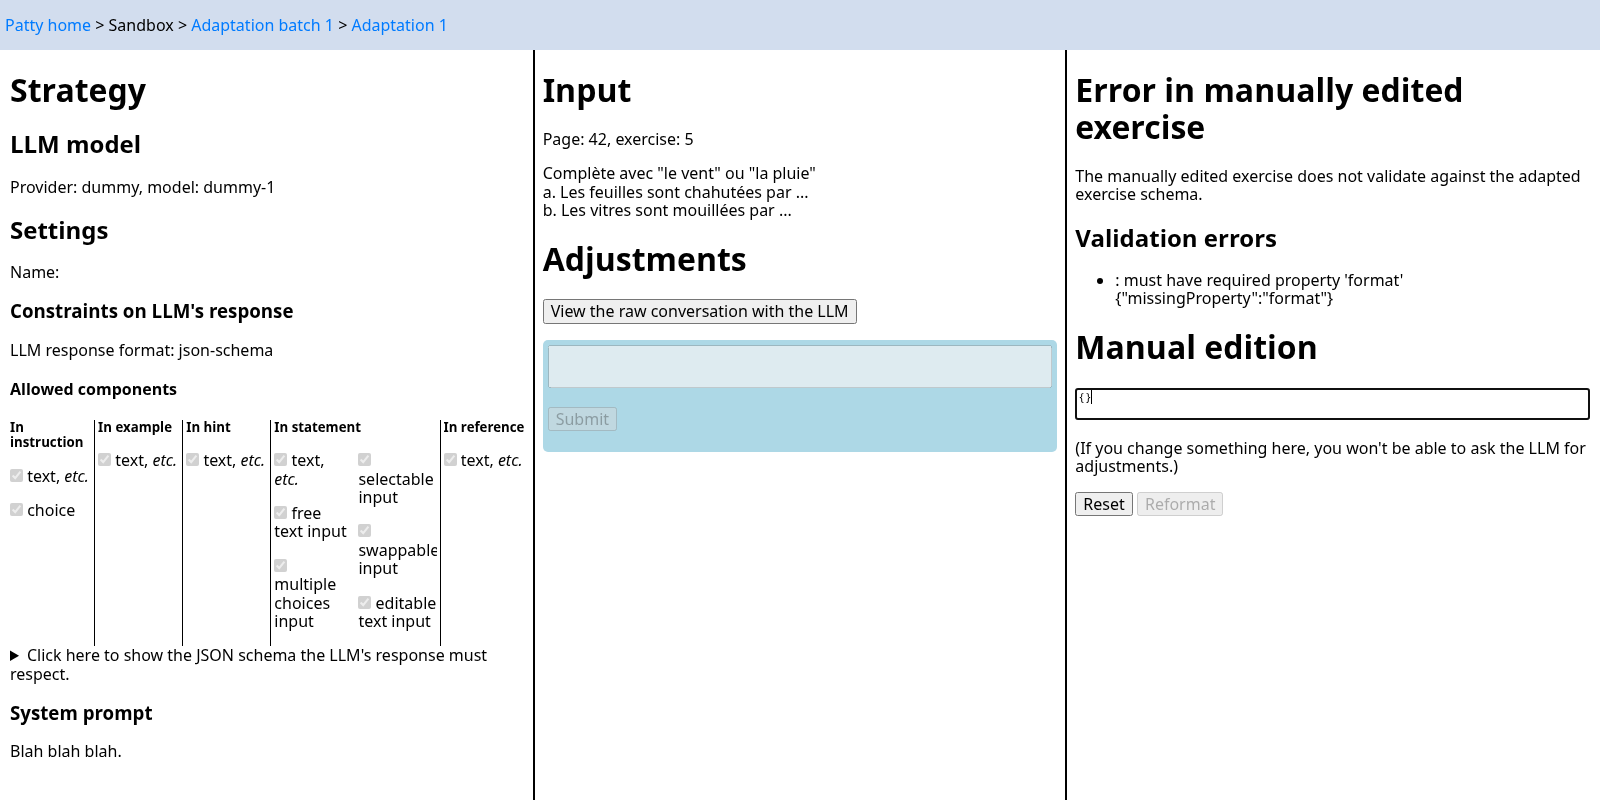 Patty home > Sandbox > Adaptation batch 1 > Adaptation 1
Strategy
LLM model
Provider: dummy, model: dummy-1
Settings
Name:
Constraints on LLM's response
LLM response format: json-schema
Allowed components
In
instruction
text, etc.
choice
In example
text, etc.
In hint
text, etc.
In statement
text,
etc.
free
text input
multiple
choices
input
selectable
input
swappable
input
editable
text input
In reference
text, etc.
Click here to show the JSON schema the LLM's response must
respect.
System prompt
Blah blah blah.
Input
Page: 42, exercise: 5
Complète avec "le vent" ou "la pluie"
a. Les feuilles sont chahutées par ...
b. Les vitres sont mouillées par ...
Adjustments
View the raw conversation with the LLM
Submit
Error in manually edited
exercise
The manually edited exercise does not validate against the adapted
exercise schema.
Validation errors
: must have required property 'format'
{"missingProperty":"format"}
Manual edition
{}
(If you change something here, you won't be able to ask the LLM for
adjustments.)
Reset Reformat